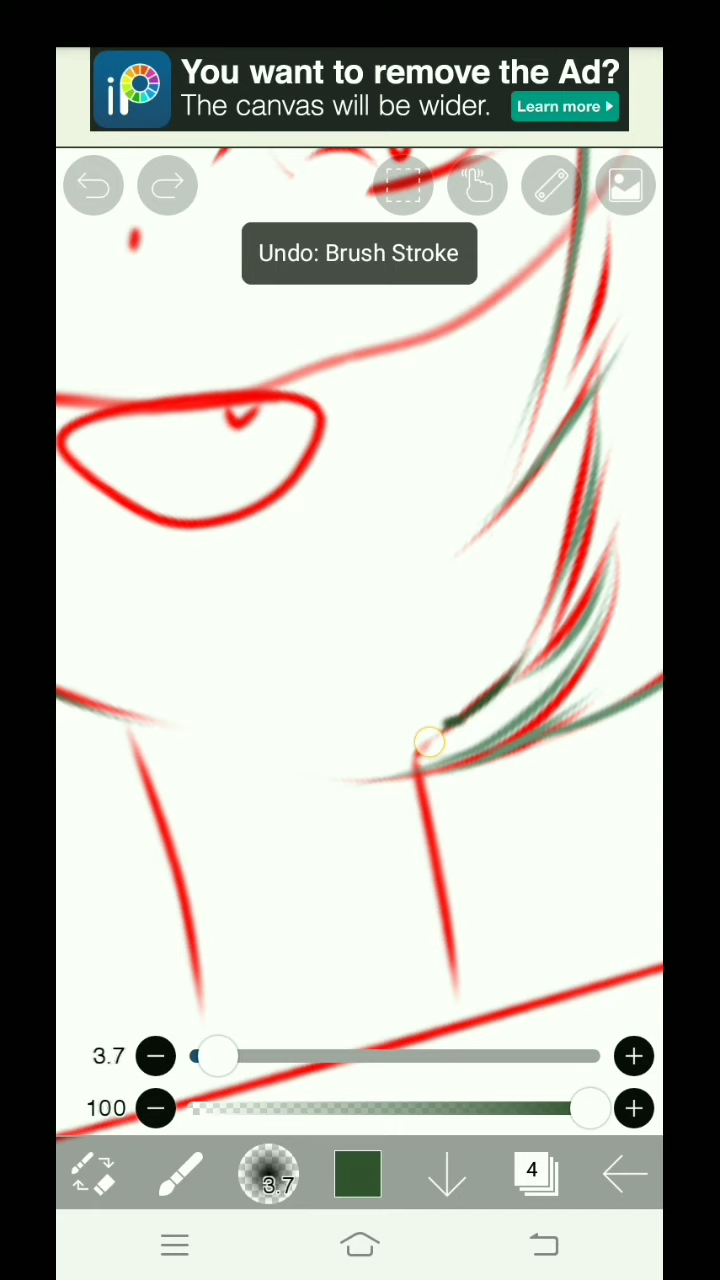 iP You want to remove the Ad?
The canvas will be wider. Learn more
Undo: Brush Stroke
3.7
100
3.7
4